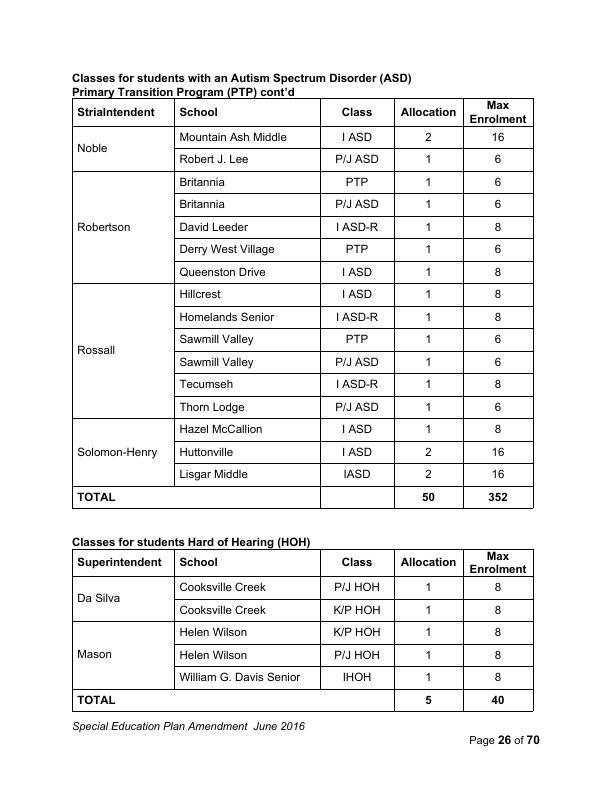 Classes for students with an Autism Spectrum Disorder (ASD)
Primary Transition Program (PTP) cont'd
StriaIntendent School Class Allocation Max Enrolment
Noble Mountain Ash Middle I ASD 2 16
Robert J. Lee P/J ASD 1 6
Robertson Britannia PTP 1 6
Britannia P/J ASD 1 6
David Leeder I ASD-R 1 8
Derry West Village PTP 1 6
Queenston Drive I ASD 1 8
Rossall Hillcrest I ASD 1 8
Homelands Senior I ASD-R 1 8
Sawmill Valley PTP 1 6
Sawmill Valley P/J ASD 1 6
Tecumseh I ASD-R 1 8
Thorn Lodge P/J ASD 1 6
Solomon-Henry Hazel McCallion I ASD 1 8
Huttonville I ASD 2 16
Lisgar Middle IASD 2 16
TOTAL 50 352
Classes for students Hard of Hearing (HOH)
Superintendent School Class Allocation Max Enrolment
Da Silva Cooksville Creek P/J HOH 1 8
Cooksville Creek K/P HOH 1 8
Mason Helen Wilson K/P HOH 1 8
Helen Wilson P/J HOH 1 8
William G. Davis Senior IHOH 1 8
TOTAL 5 40
Special Education Plan Amendment June 2016
Page 26 of 70